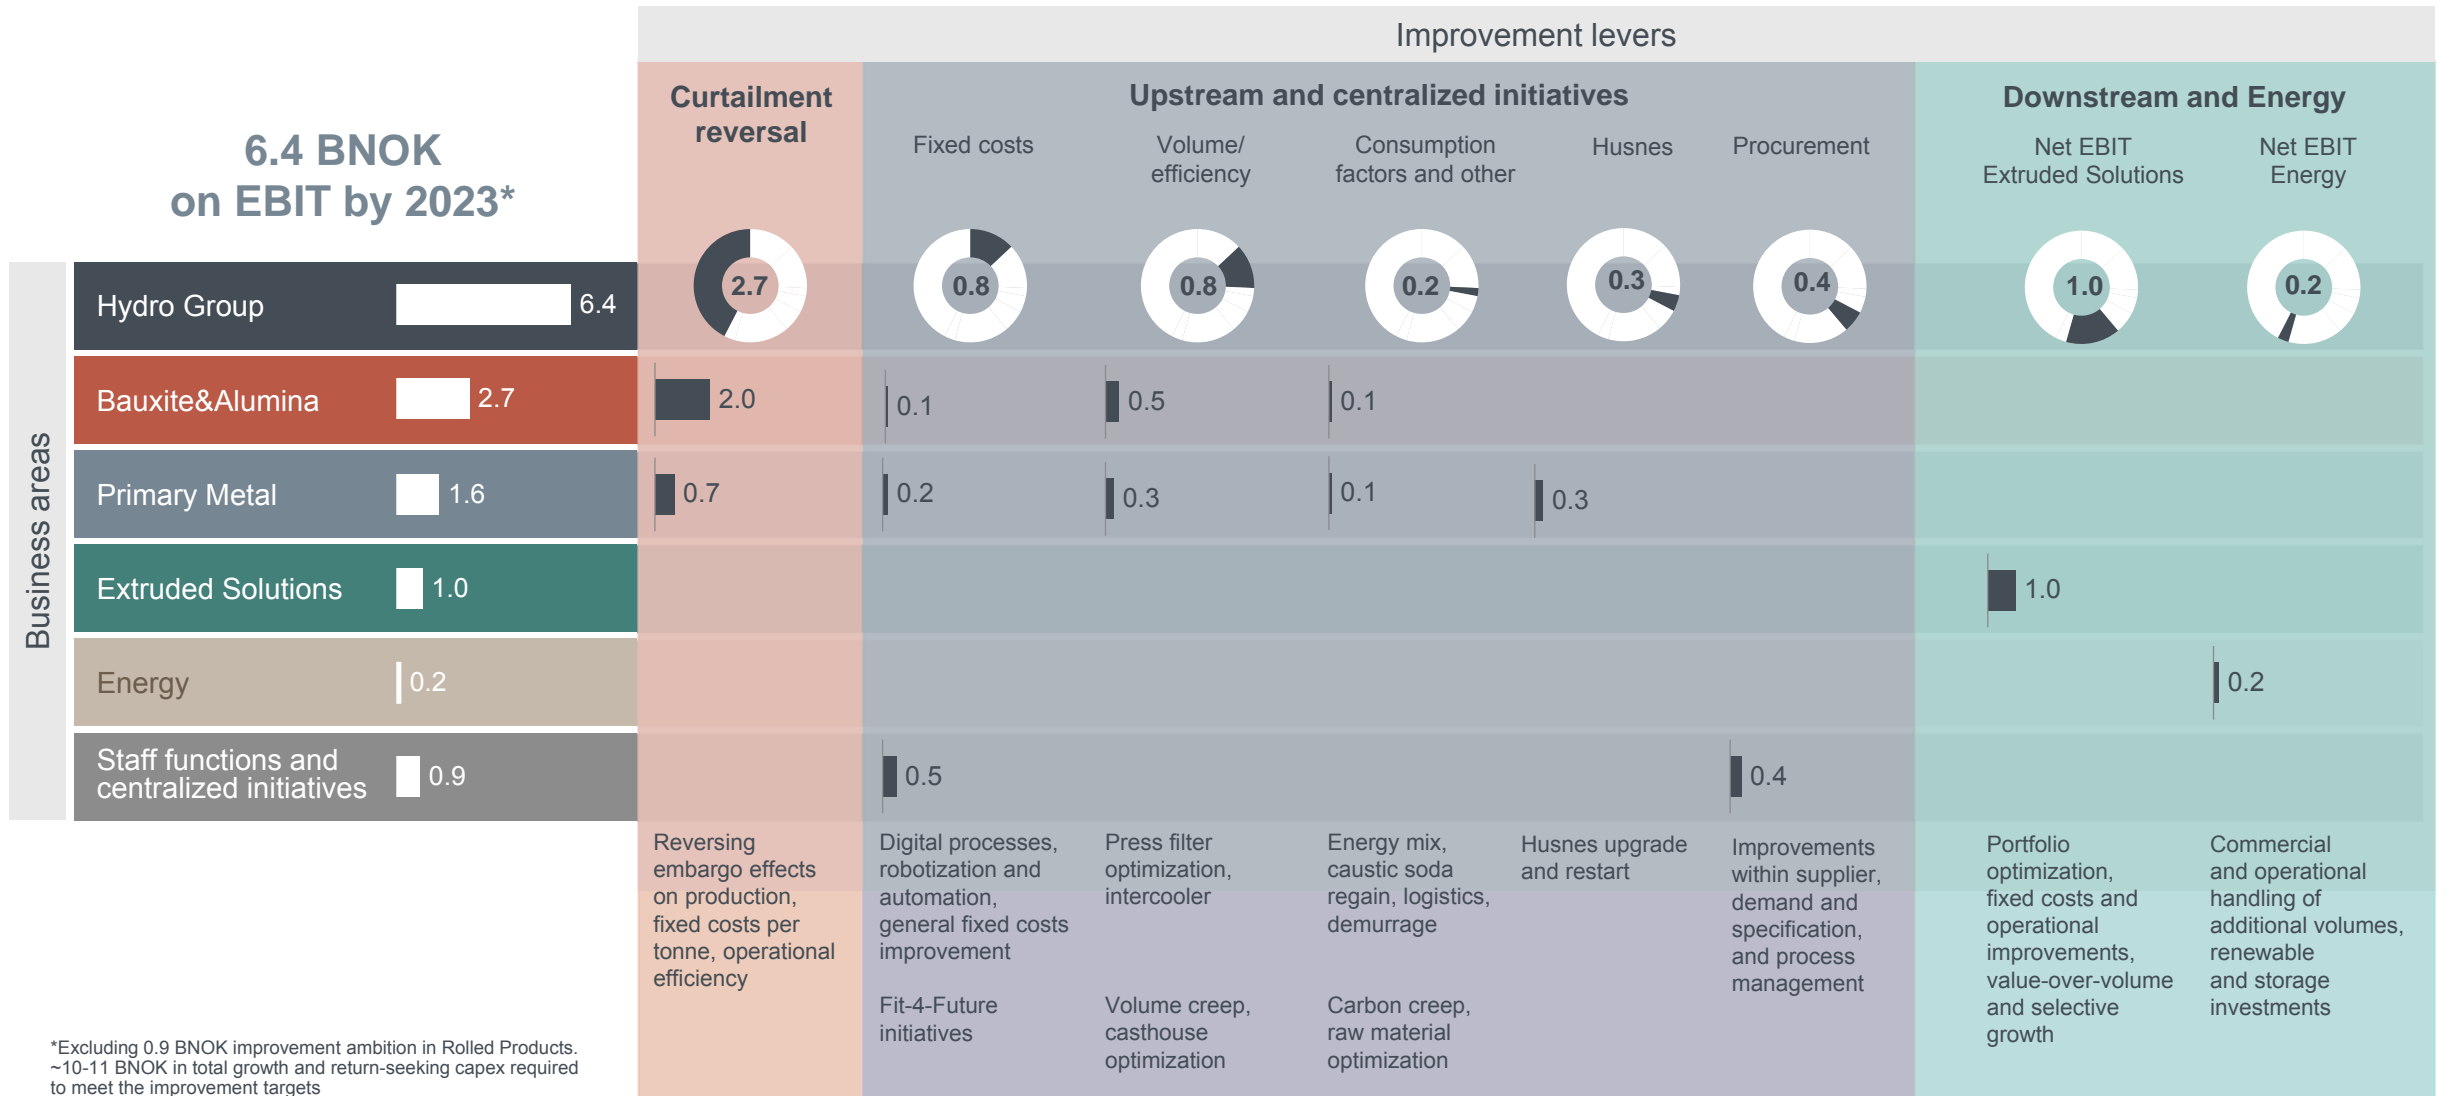 Improvement levers
6.4 BNOK
on EBIT by 2023*
Curtailment
reversal
Upstream and centralized initiatives
Fixed costs
Volume/
efficiency
Consumption
factors and other
Husnes
Procurement
Downstream and Energy
Net EBIT
Extruded Solutions
Net EBIT
Energy
Business areas
Hydro Group 6.4 2.7 0.8 0.8 0.2 0.3 0.4 1.0 0.2
Bauxite&Alumina 2.7 2.0 0.1 0.5 0.1
Primary Metal 1.6 0.7 0.2 0.3 0.1 0.3
Extruded Solutions 1.0 1.0
Energy 0.2 0.2
Staff functions and
centralized initiatives 0.9 0.5 0.4
Reversing
embargo effects
on production,
fixed costs per
tonne, operational
efficiency
Digital processes,
robotization and
automation,
general fixed costs
improvement
Fit-4-Future
initiatives
Press filter
optimization,
intercooler
Volume creep,
casthouse
optimization
Energy mix,
caustic soda
regain, logistics,
demurrage
Carbon creep,
raw material
optimization
Husnes upgrade
and restart
Improvements
within supplier,
demand and
specification,
and process
management
Portfolio
optimization,
fixed costs and
operational
improvements,
value-over-volume
and selective
growth
Commercial
and operational
handling of
additional volumes,
renewable
and storage
investments
*Excluding 0.9 BNOK improvement ambition in Rolled Products.
~10-11 BNOK in total growth and return-seeking capex required
to meet the improvement targets